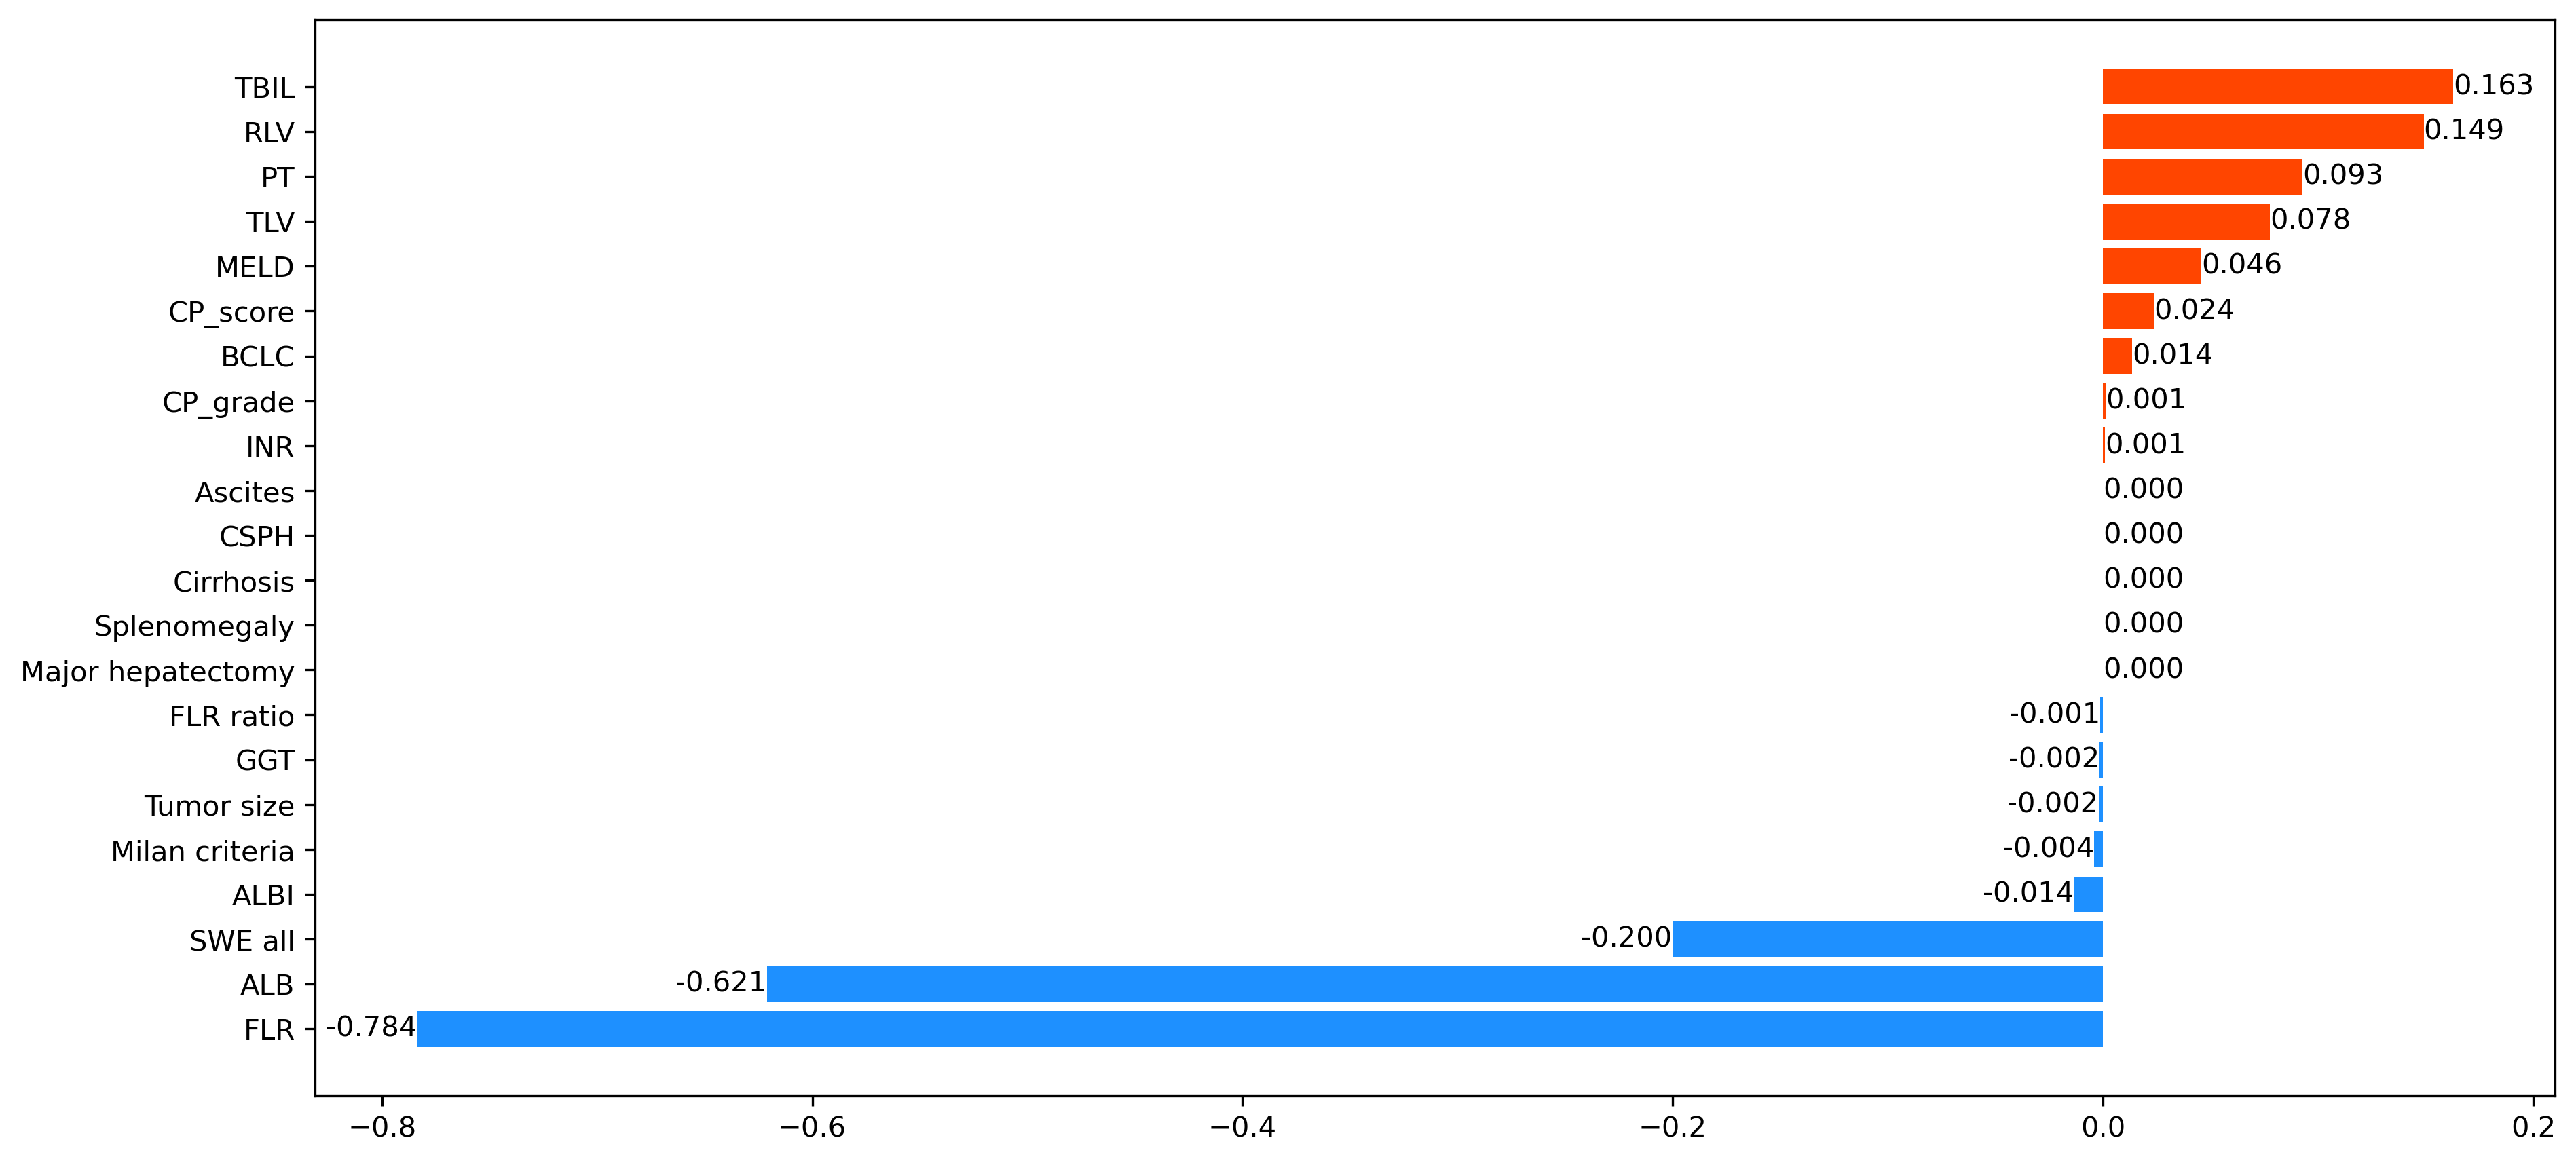 TBIL 0.163
RLV 0.149
PT 0.093
TLV 0.078
MELD 0.046
CP_score 0.024
BCLC 0.014
CP_grade 0.001
INR 0.001
Ascites 0.000
CSPH 0.000
Cirrhosis 0.000
Splenomegaly 0.000
Major hepatectomy 0.000
FLR ratio -0.001
GGT -0.002
Tumor size -0.002
Milan criteria -0.004
ALBI -0.014
SWE all -0.200
ALB -0.621
FLR -0.784
−0.8 −0.6 −0.4 −0.2 0.0 0.2